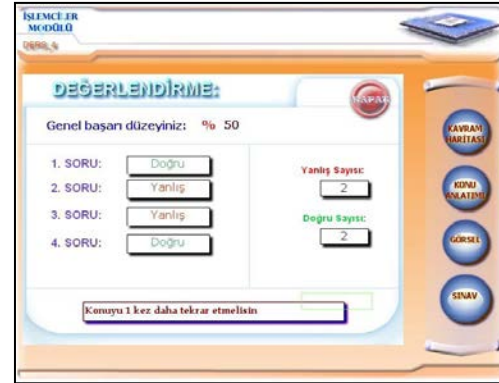 İŞLEMCİLER
MODÜLÜ
DERS_4
DEĞERLENDİRME:
KAPAT
Genel başarı düzeyiniz: % 50
1. SORU: Doğru
2. SORU: Yanlış
3. SORU: Yanlış
4. SORU: Doğru
Yanlış Sayısı:
2
Doğru Sayısı:
2
Konuyu 1 kez daha tekrar etmelisin
KAVRAM
HARİTASI
KONU
ANLATIMI
GÖRSEL
SINAV